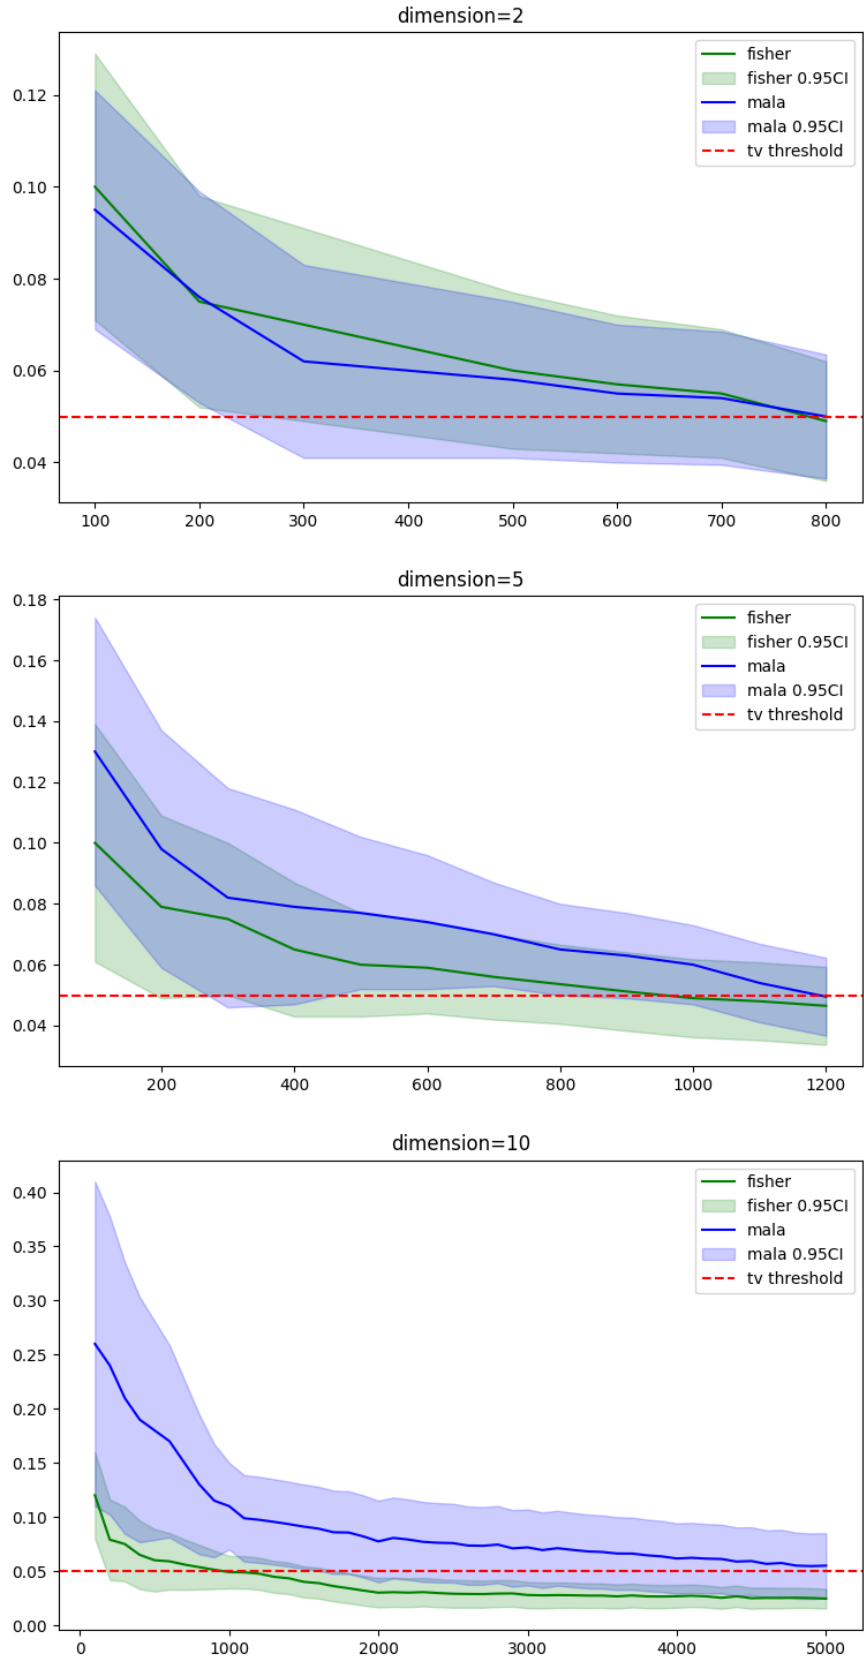 dimension=2
fisher
fisher 0.95CI
mala
mala 0.95CI
tv threshold
0.12
0.10
0.08
0.06
0.04
100 200 300 400 500 600 700 800
dimension=5
fisher
fisher 0.95CI
mala
mala 0.95CI
tv threshold
0.18
0.16
0.14
0.12
0.10
0.08
0.06
0.04
200 400 600 800 1000 1200
dimension=10
fisher
fisher 0.95CI
mala
mala 0.95CI
tv threshold
0.40
0.35
0.30
0.25
0.20
0.15
0.10
0.05
0.00
0 1000 2000 3000 4000 5000